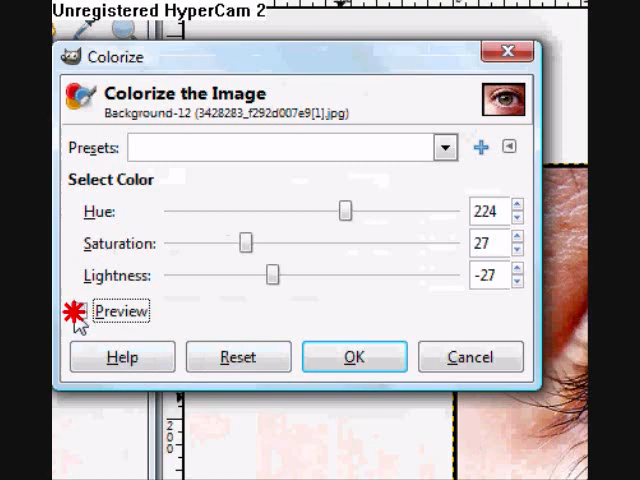 Unregistered HyperCam 2
Colorize
Colorize the Image
Background-12 (3428283_f292d007e9[1].jpg)
Presets:
Select Color
Hue: 224
Saturation: 27
Lightness: -27
Preview
Help Reset OK Cancel
200